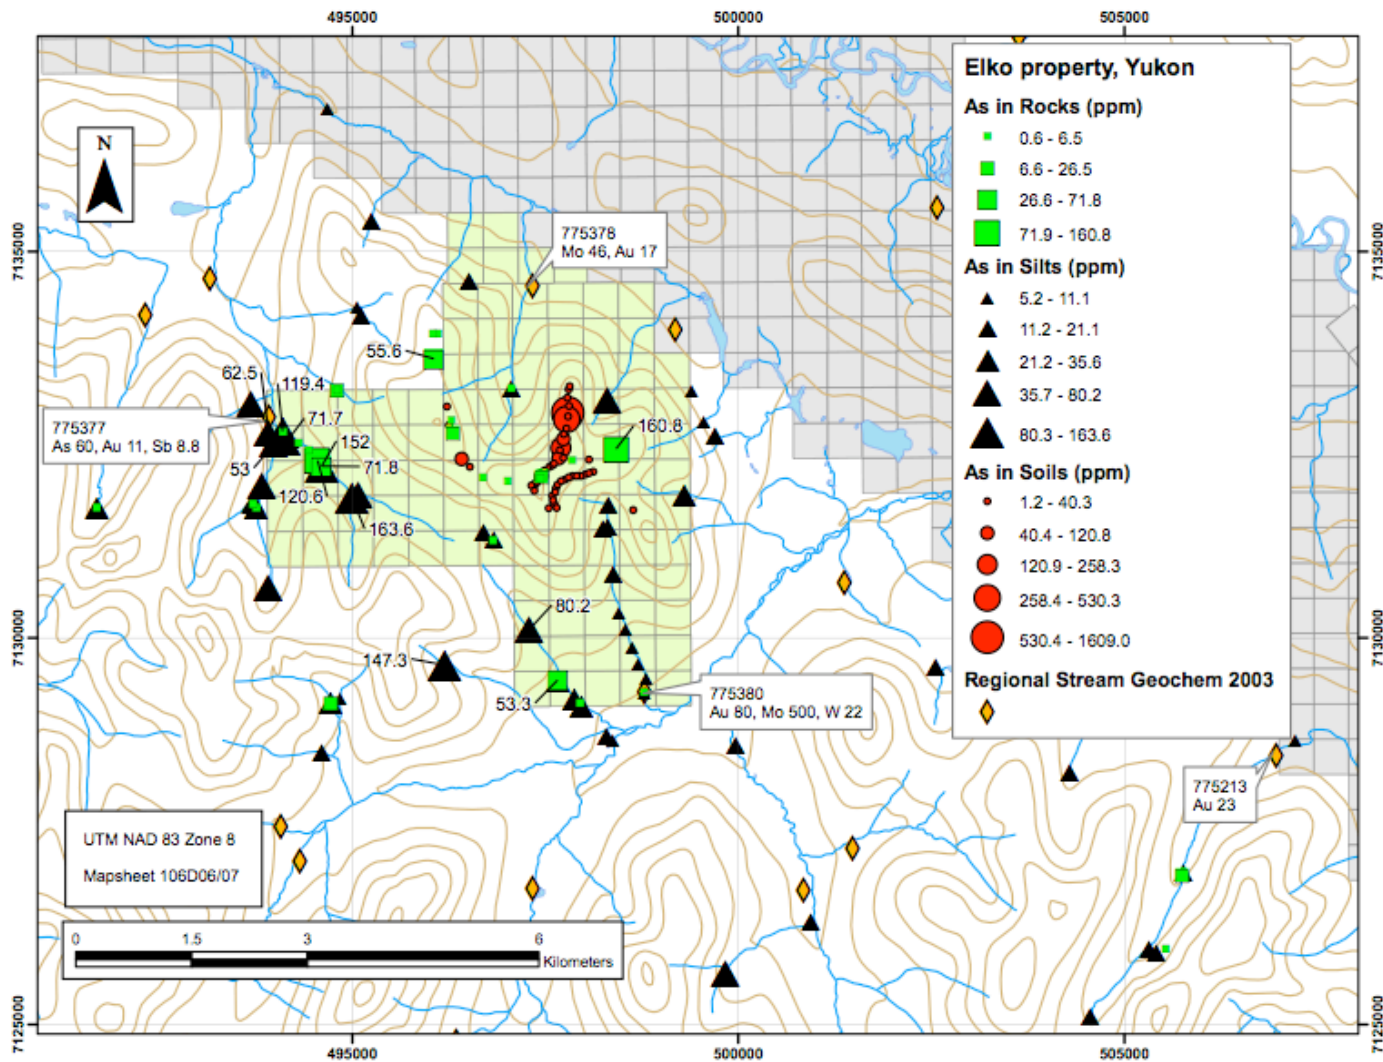 495000
500000
505000
Elko property, Yukon
As in Rocks (ppm)
0.6 - 6.5
6.6 - 26.5
26.6 - 71.8
71.9 - 160.8
As in Silts (ppm)
5.2 - 11.1
11.2 - 21.1
21.2 - 35.6
35.7 - 80.2
80.3 - 163.6
As in Soils (ppm)
1.2 - 40.3
40.4 - 120.8
120.9 - 258.3
258.4 - 530.3
530.4 - 1609.0
Regional Stream Geochem 2003
N
7135000
7135000
775378
Mo 46, Au 17
55.6
62.5
119.4
71.7
775377
As 60, Au 11, Sb 8.8
152
160.8
53
71.8
120.6
163.6
80.2
7130000
7130000
147.3
53.3
775380
Au 80, Mo 500, W 22
775213
Au 23
UTM NAD 83 Zone 8
Mapsheet 106D06/07
0
1.5
3
6
Kilometers
7125000
7125000
495000
500000
505000